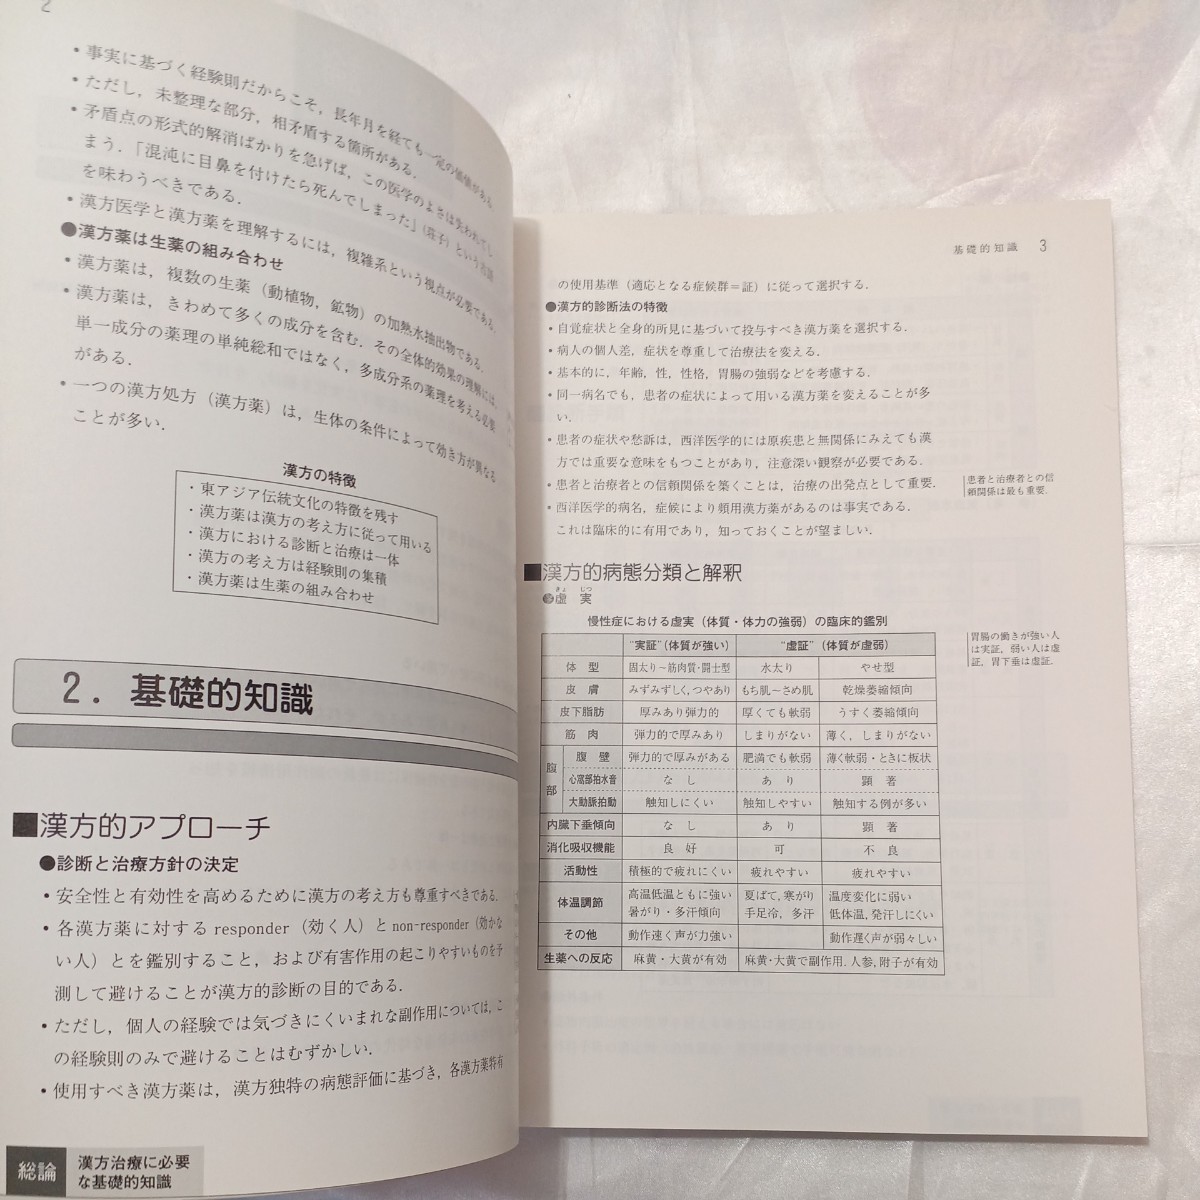 2
・事実に基づく経験則だからこそ，長年月を経ても一定の価値がある
・ただし，未整理な部分，相矛盾する箇所がある．
・矛盾点の形式的解消ばかりを急げば，この医学のよさは失われてし
まう．「混沌に目鼻を付けたら死んでしまった」(荘子) という
を味わうべきである．
・漢方医学と漢方薬を理解するには，複雑系という視点が必要である．
●漢方薬は生薬の組み合わせ
・漢方薬は，複数の生薬（動植物，鉱物）の加熱水抽出物である．
・漢方薬は，きわめて多くの成分を含む．その全体的効果の理解には，
単一成分の薬理の単純総和ではなく，多成分系の薬理を考える必要
がある．
・一つの漢方処方（漢方薬）は，生体の条件によって効き方が異なる
ことが多い．
漢方の特徴
・東アジア伝統文化の特徴を残す
・漢方薬は漢方の考え方に従って用いる
・漢方における診断と治療は一体
・漢方の考え方は経験則の集積
・漢方薬は生薬の組み合わせ
2．基礎的知識
■漢方的アプローチ
●診断と治療方針の決定
・安全性と有効性を高めるために漢方の考え方も尊重すべきである．
・各漢方薬に対する responder（効く人）と non-responder（効かな
い人）とを鑑別すること，および有害作用の起こりやすいものを予
測して避けることが漢方的診断の目的である．
・ただし，個人の経験では気づきにくいまれな副作用については，こ
の経験則のみで避けることはむずかしい．
・使用すべき漢方薬は，漢方独特の病態評価に基づき，各漢方薬特有
総論 漢方治療に必要
な基礎的知識
基礎的知識 3
の使用基準（適応となる症候群＝証）に従って選択する．
●漢方的診断法の特徴
・自覚症状と全身的所見に基づいて投与すべき漢方薬を選択する．
・病人の個人差，症状を尊重して治療法を変える．
・基本的に，年齢，性，性格，胃腸の強弱などを考慮する．
・同一病名でも，患者の症状によって用いる漢方薬を変えることが多
い．
・患者の症状や愁訴は，西洋医学的には原疾患と無関係にみえても漢
方では重要な意味をもつことがあり，注意深い観察が必要である．
・患者と治療者との信頼関係を築くことは，治療の出発点として重要．
患者と治療者との信
頼関係は最も重要．
・西洋医学的病名，症候により頻用漢方薬があるのは事実である．
これは臨床的に有用であり，知っておくことが望ましい．
■漢方的病態分類と解釈
きょ じつ
●虚 実
慢性症における虚実（体質・体力の強弱）の臨床的鑑別
胃腸の働きが強い人
は実証，弱い人は虚
証，胃下垂は虚証．
“実証”（体質が強い） “虚証”（体質が虚弱）
体 型 固太り〜筋肉質・闘士型 水太り やせ型
皮 膚 みずみずしく，つやあり もち肌〜さめ肌 乾燥萎縮傾向
皮下脂肪 厚みあり弾力的 厚くても軟弱 うすく萎縮傾向
筋 肉 弾力的で厚みあり しまりがない 薄く，しまりがない
腹部 腹 壁 弾力的で厚みがある 肥満でも軟弱 薄く軟弱・ときに板状
心窩部拍水音 な し あ り 顕 著
大動脈拍動 触知しにくい 触知しやすい 触知する例が多い
内臓下垂傾向 な し あ り 顕 著
消化吸収機能 良 好 可 不 良
活動性 積極的で疲れにくい 疲れやすい 疲れやすい
体温調節 高温低温ともに強い 夏ばて，寒がり 温度変化に弱い
暑がり・多汗傾向 手足冷，多汗 低体温，発汗しにくい
その他 動作速く声が力強い 動作遅く声が弱々しい
生薬への反応 麻黄・大黄が有効 麻黄・大黄で副作用．人参，附子が有効